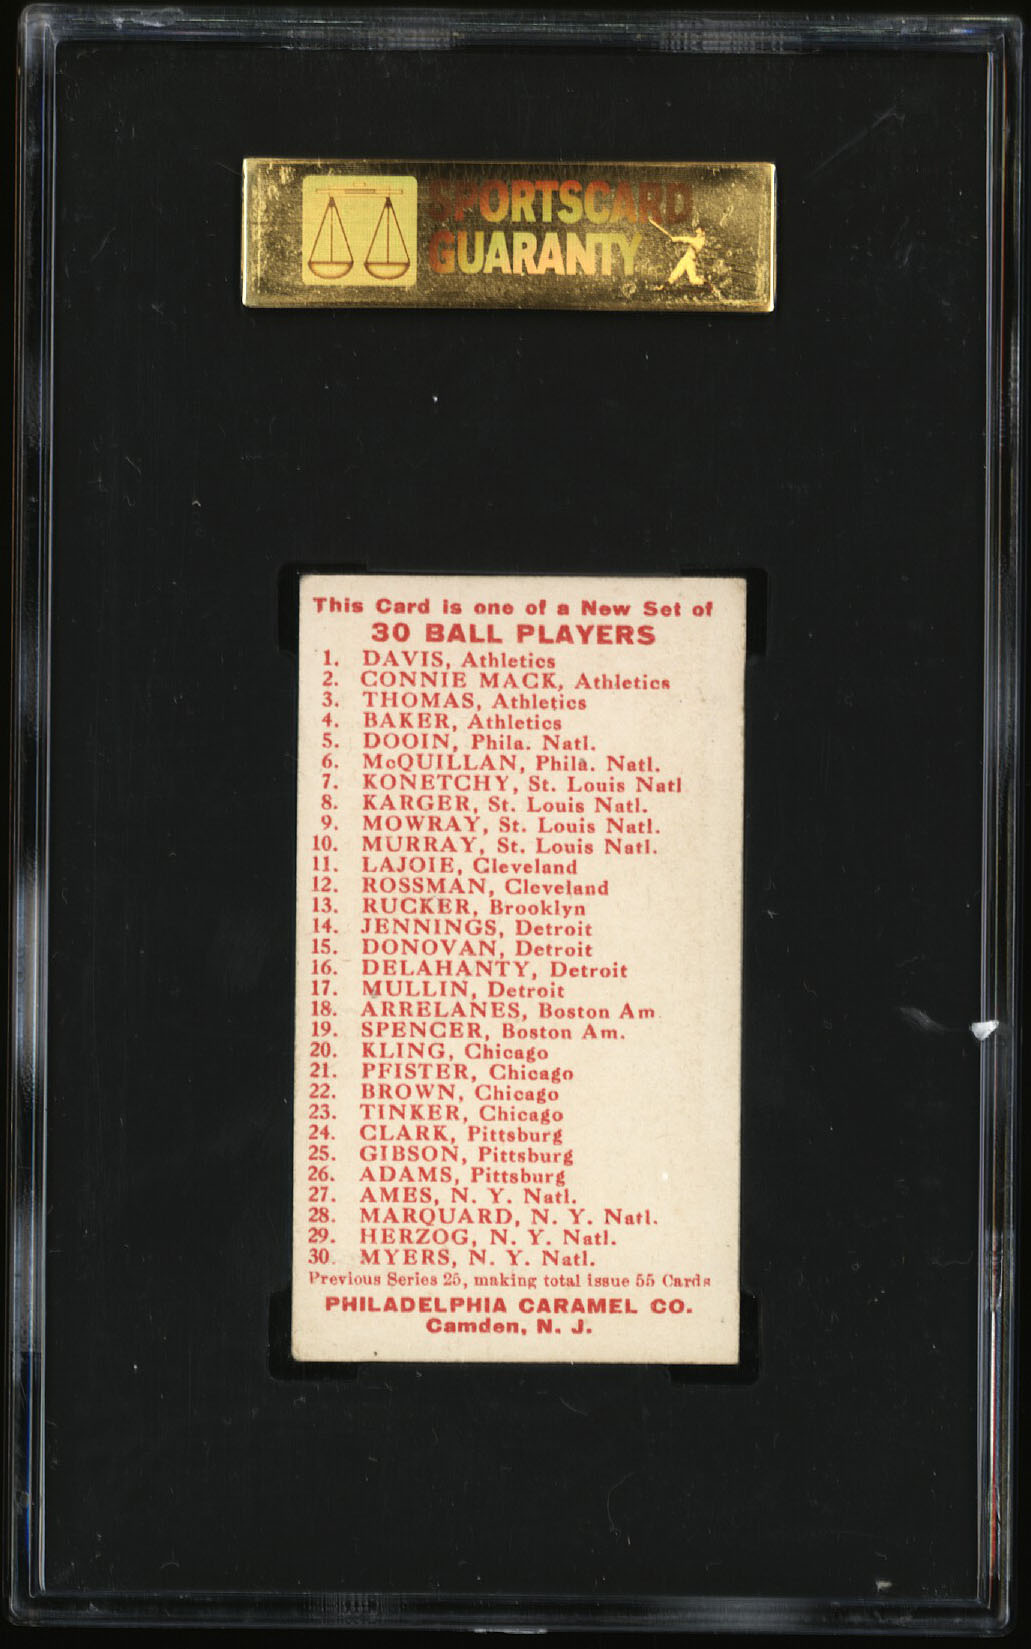 SPORTSCARD
GUARANTY
This Card is one of a New Set of
30 BALL PLAYERS
1. DAVIS, Athletics
2. CONNIE MACK, Athletics
3. THOMAS, Athletics
4. BAKER, Athletics
5. DOOIN, Phila. Natl.
6. McQUILLAN, Phila. Natl.
7. KONETCHY, St. Louis Natl
8. KARGER, St. Louis Natl.
9. MOWRAY, St. Louis Natl.
10. MURRAY, St. Louis Natl.
11. LAJOIE, Cleveland
12. ROSSMAN, Cleveland
13. RUCKER, Brooklyn
14. JENNINGS, Detroit
15. DONOVAN, Detroit
16. DELAHANTY, Detroit
17. MULLIN, Detroit
18. ARRELANES, Boston Am.
19. SPENCER, Boston Am.
20. KLING, Chicago
21. PFISTER, Chicago
22. BROWN, Chicago
23. TINKER, Chicago
24. CLARK, Pittsburg
25. GIBSON, Pittsburg
26. ADAMS, Pittsburg
27. AMES, N. Y. Natl.
28. MARQUARD, N. Y. Natl.
29. HERZOG, N. Y. Natl.
30. MYERS, N. Y. Natl.
Previous Series 25, making total issue 55 Cards
PHILADELPHIA CARAMEL CO.
Camden, N. J.